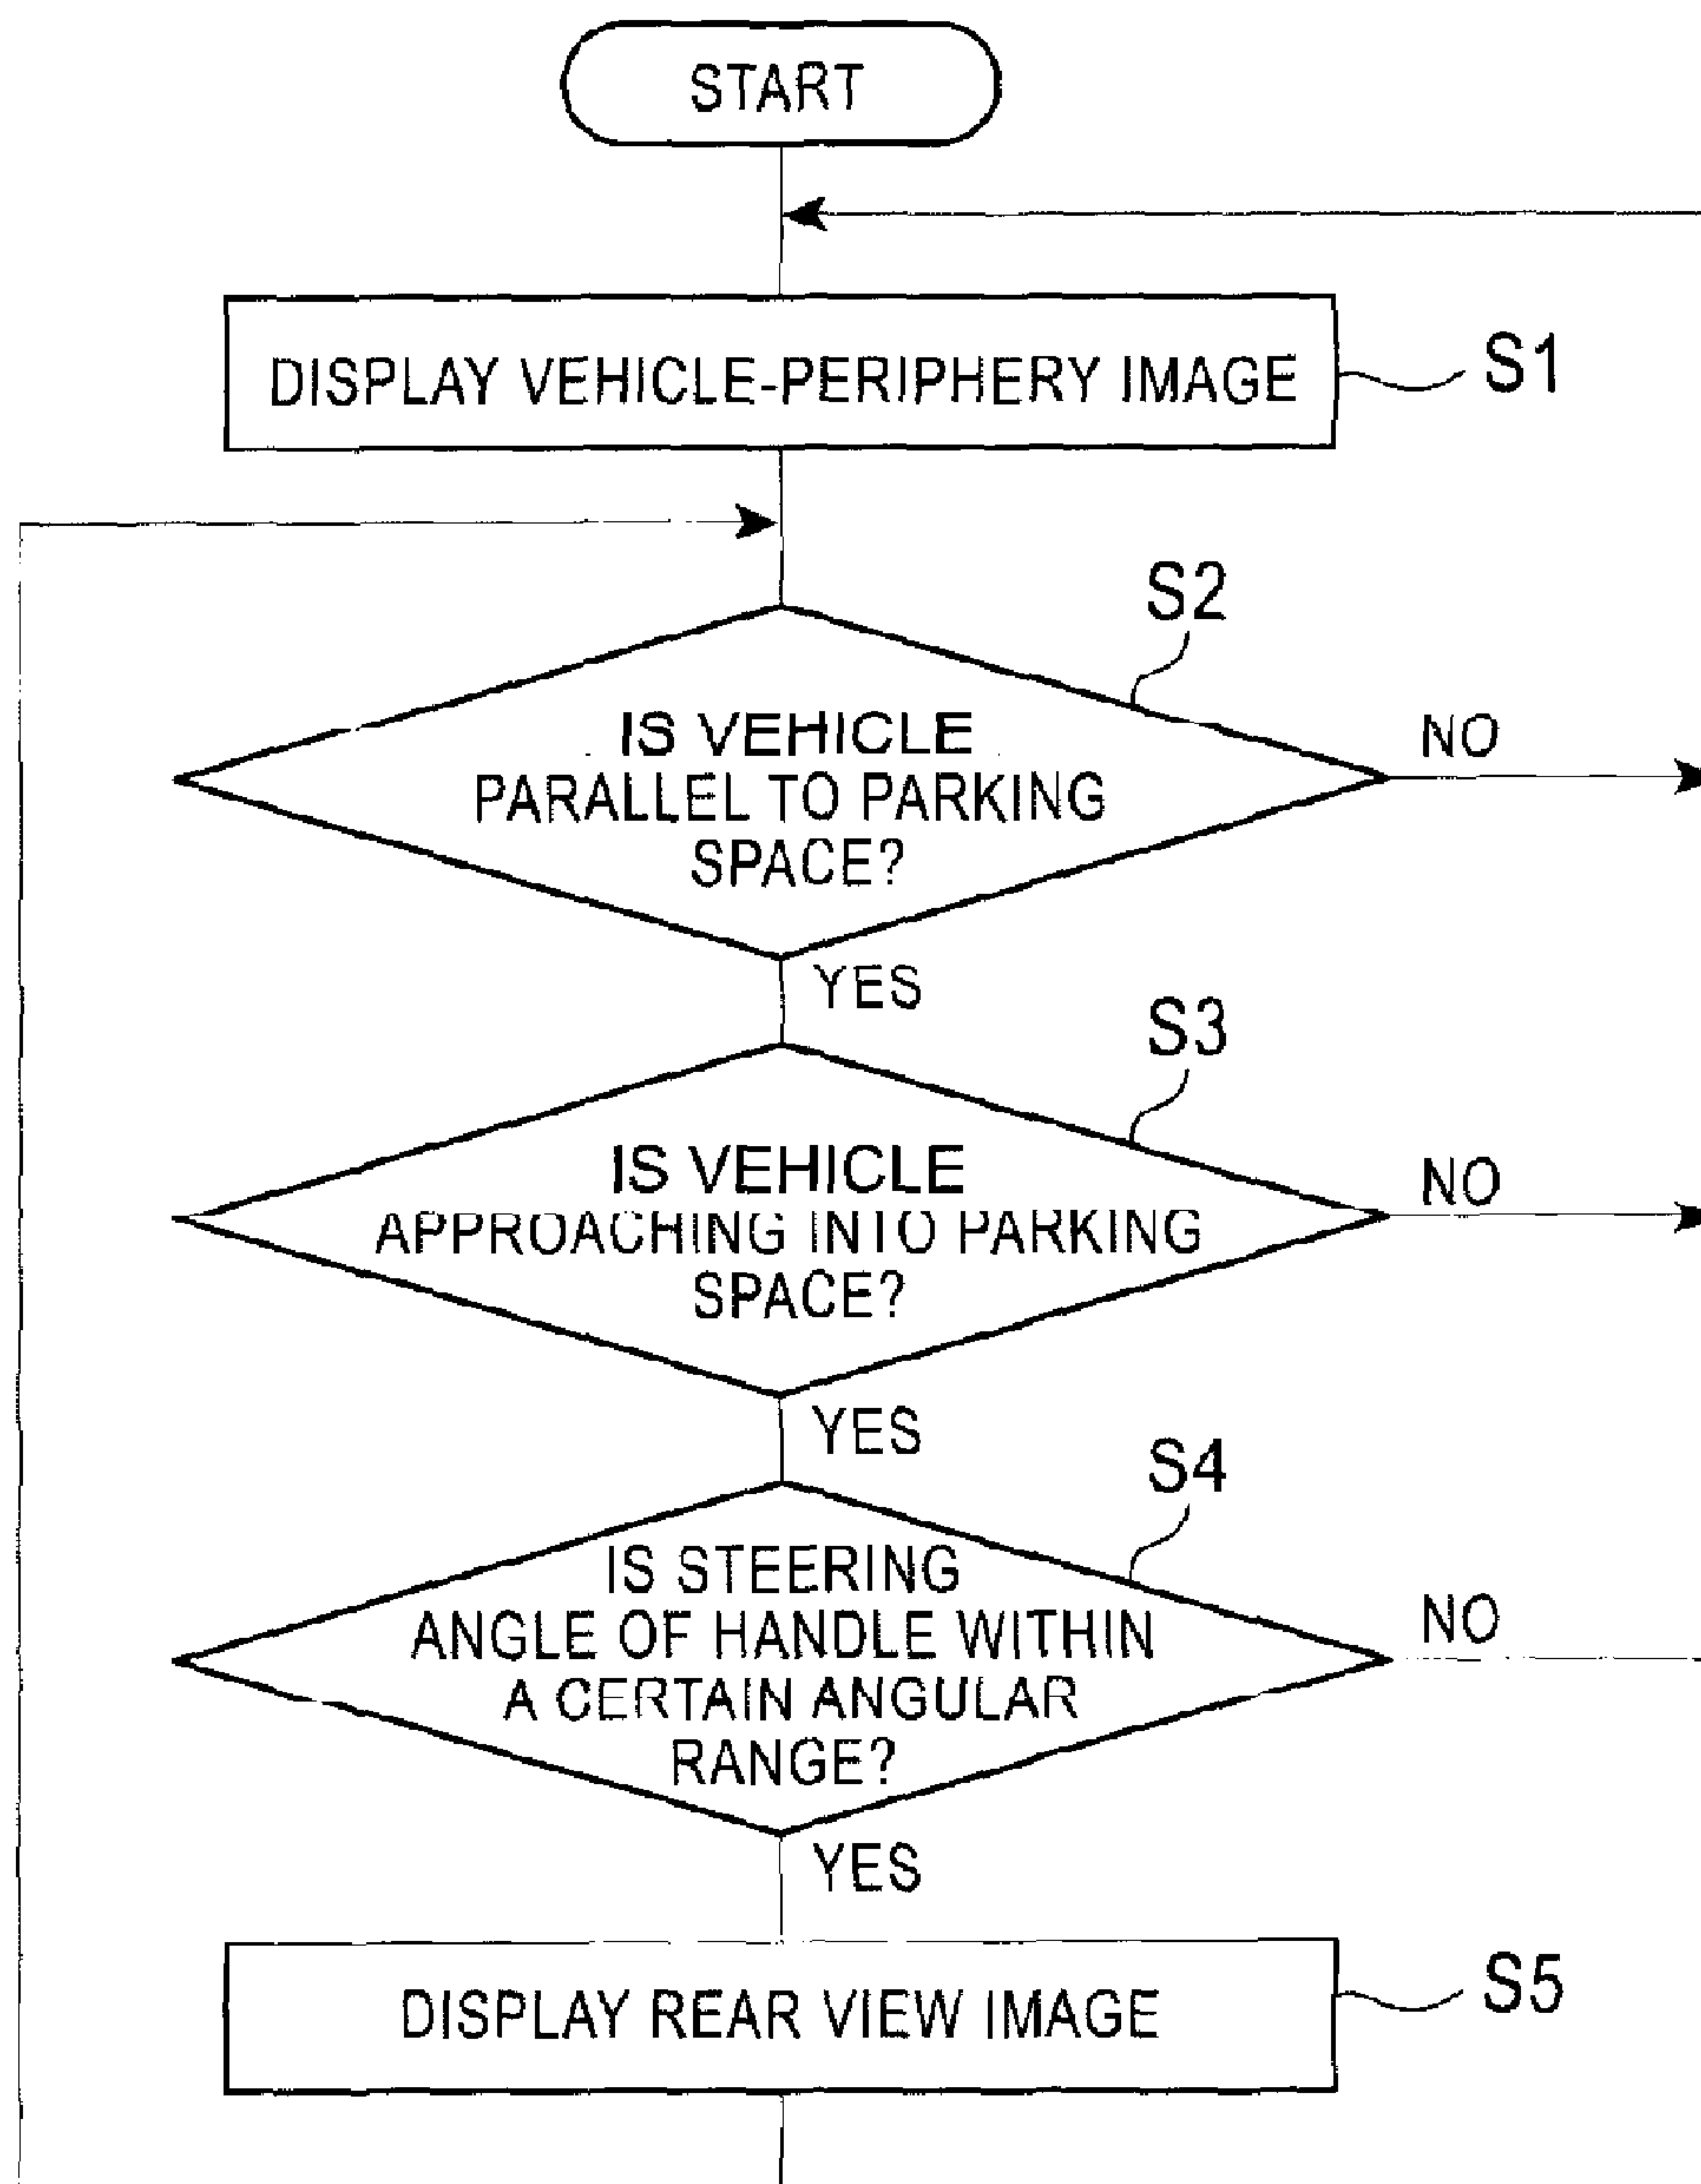 START
DISPLAY VEHICLE-PERIPHERY IMAGE
S1
S2
IS VEHICLE
PARALLEL TO PARKING
SPACE?
NO
YES
S3
IS VEHICLE
APPROACHING INTO PARKING
SPACE?
NO
YES
S4
IS STEERING
ANGLE OF HANDLE WITHIN
A CERTAIN ANGULAR
RANGE?
NO
YES
DISPLAY REAR VIEW IMAGE
S5